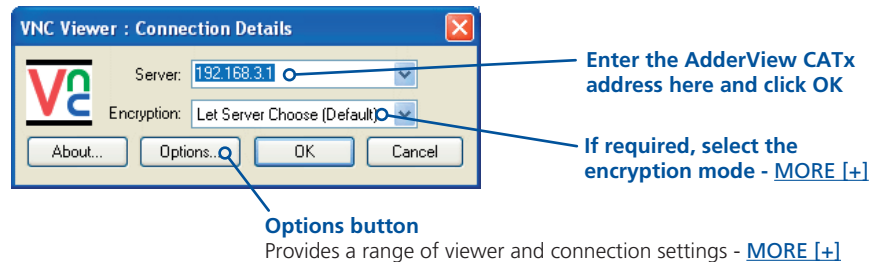 VNC Viewer : Connection Details
Server: 192.168.3.1
Encryption: Let Server Choose (Default)
About... Options... OK Cancel
VNC
Enter the AdderView CATx
address here and click OK
If required, select the
encryption mode - MORE [+]
Options button
Provides a range of viewer and connection settings - MORE [+]